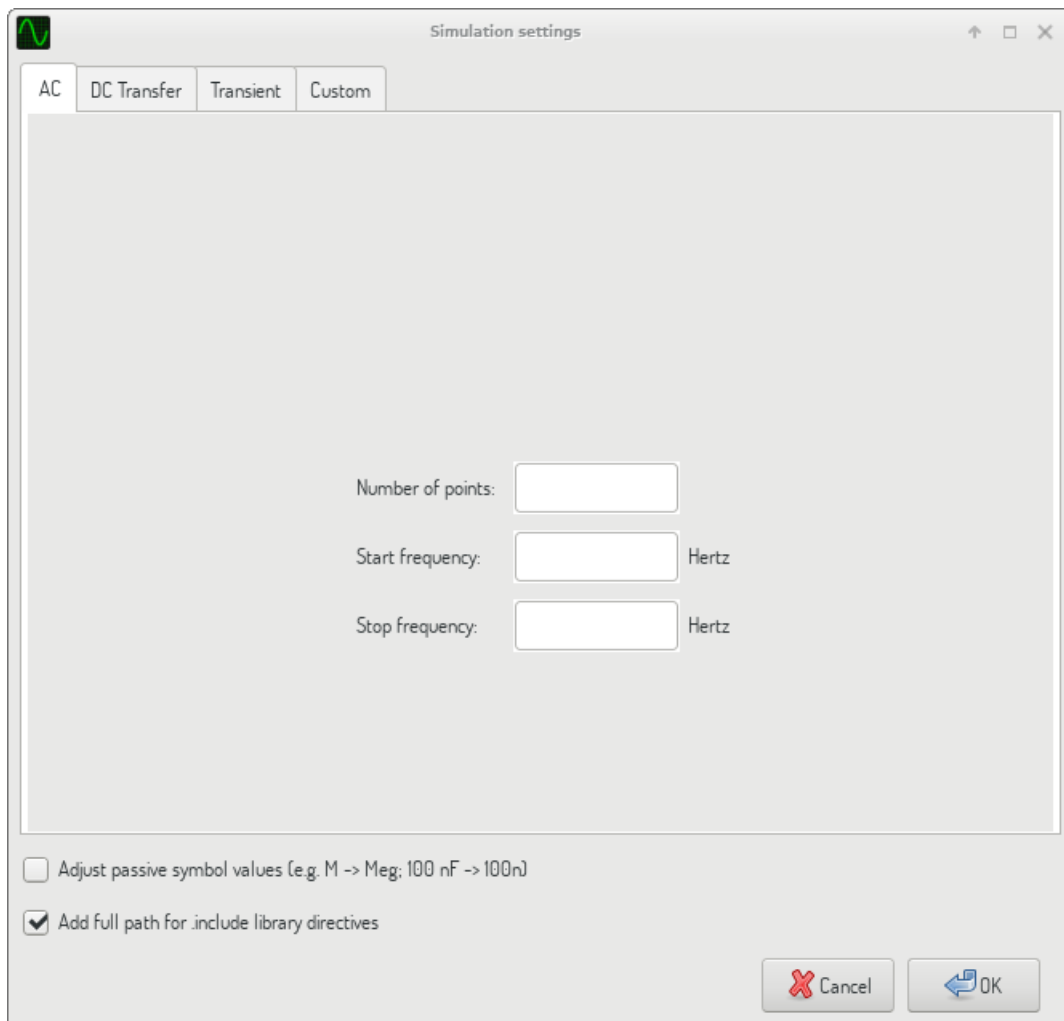 Simulation settings
AC DC Transfer Transient Custom
Number of points:
Start frequency: Hertz
Stop frequency: Hertz
Adjust passive symbol values (e.g. M -> Meg; 100 nF -> 100n)
Add full path for .include library directives
Cancel OK